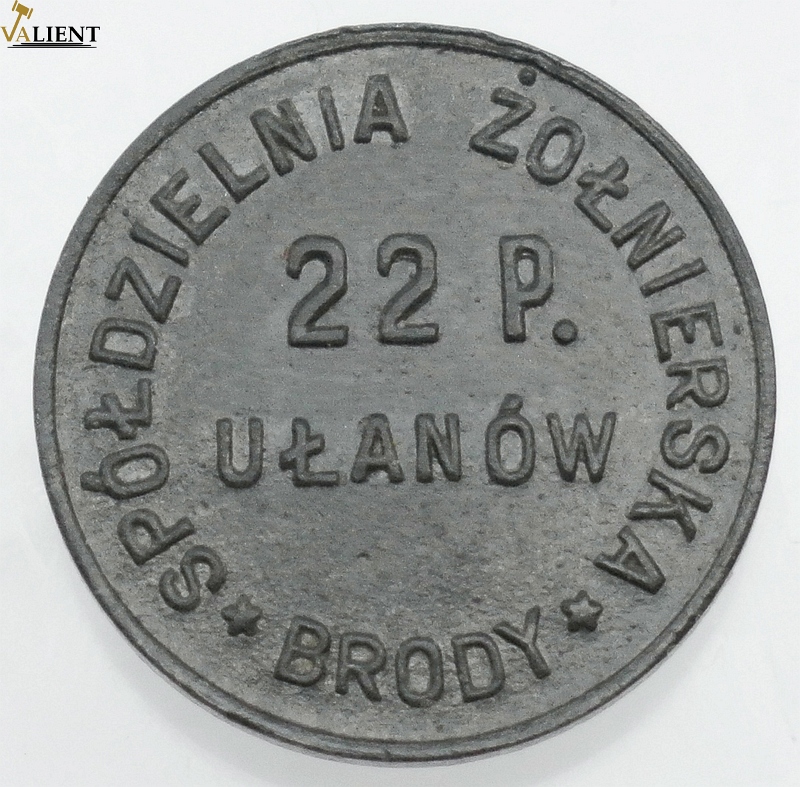 VALIENT
SPÓŁDZIELNIA ŻOŁNIERSKA
22 P.
UŁANÓW
* BRODY *